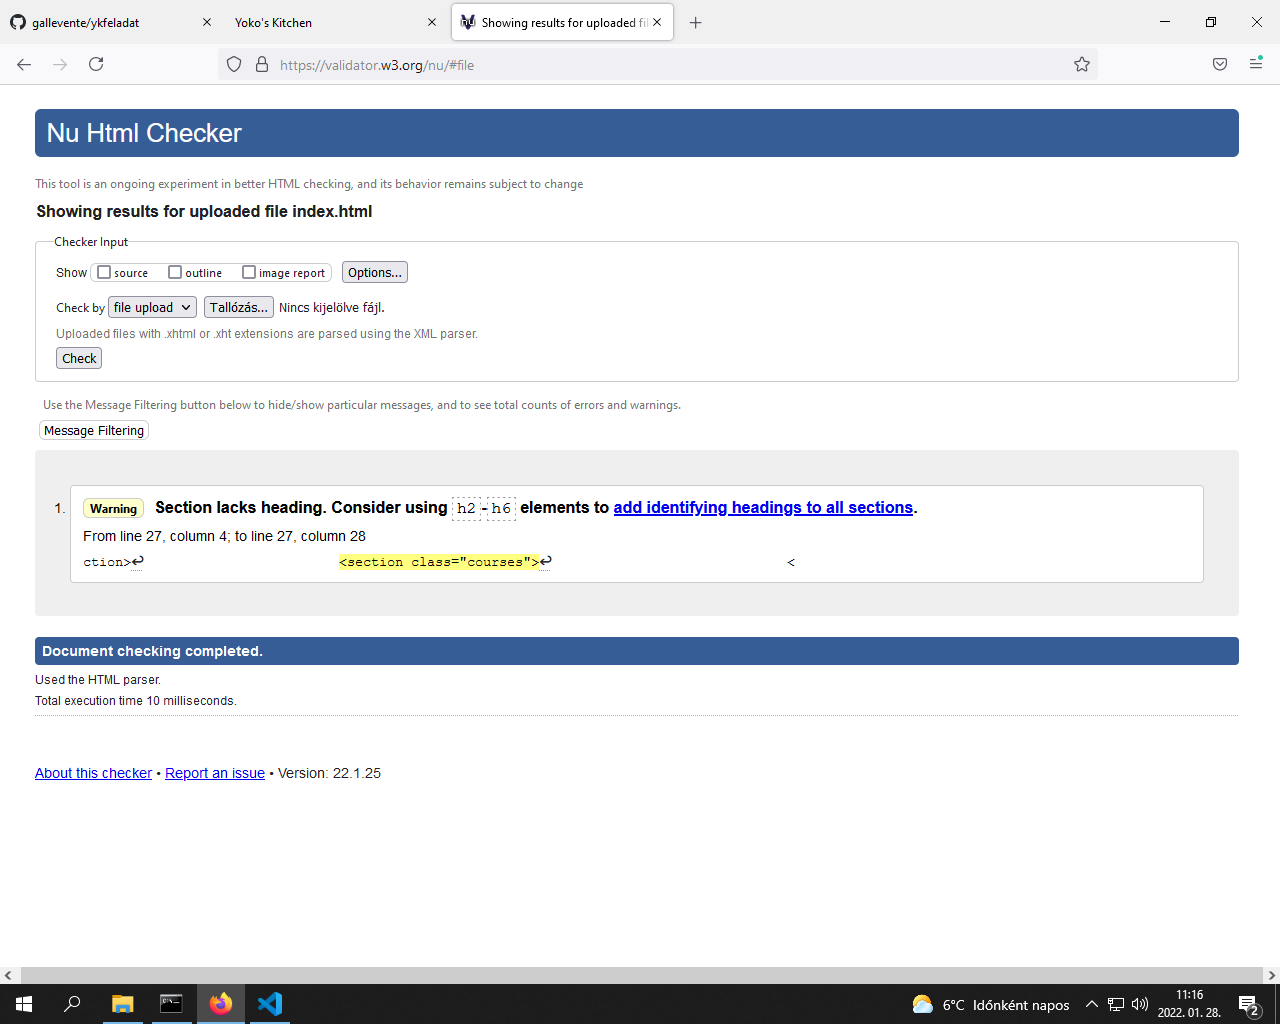 gallevente/ykfeladat
Yoko's Kitchen
Showing results for uploaded fil
https://validator.w3.org/nu/#file
Nu Html Checker
This tool is an ongoing experiment in better HTML checking, and its behavior remains subject to change
Showing results for uploaded file index.html
Checker Input
Show source outline image report Options...
Check by file upload Tallózás... Nincs kijelölve fájl.
Uploaded files with .xhtml or .xht extensions are parsed using the XML parser.
Check
Use the Message Filtering button below to hide/show particular messages, and to see total counts of errors and warnings.
Message Filtering
1. Warning Section lacks heading. Consider using h2-h6 elements to add identifying headings to all sections.
From line 27, column 4; to line 27, column 28
ction>↩ <section class="courses">↩ <
Document checking completed.
Used the HTML parser.
Total execution time 10 milliseconds.
About this checker • Report an issue • Version: 22.1.25
6°C Időnként napos
11:16
2022. 01. 28.
2